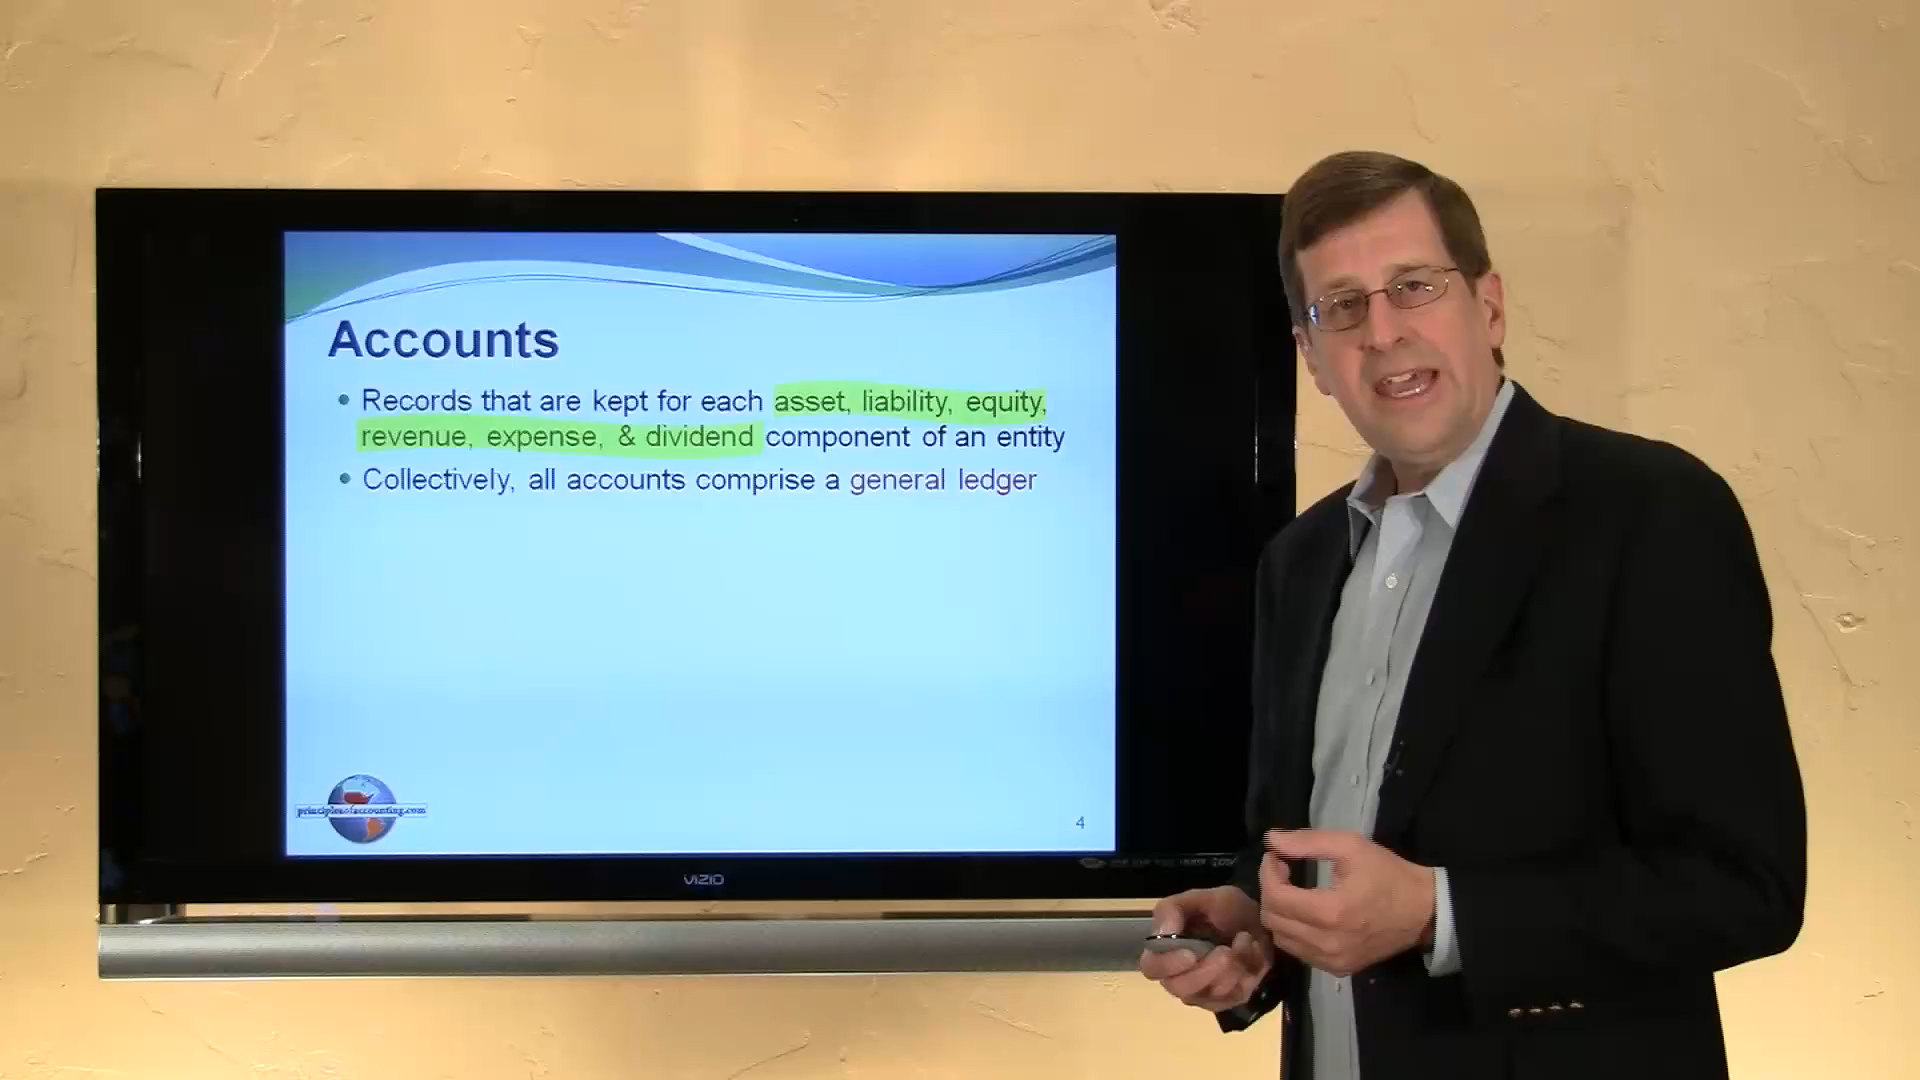 Accounts
• Records that are kept for each asset, liability, equity,
revenue, expense, & dividend component of an entity
• Collectively, all accounts comprise a general ledger
principlesofaccounting.com
4
VIZIO